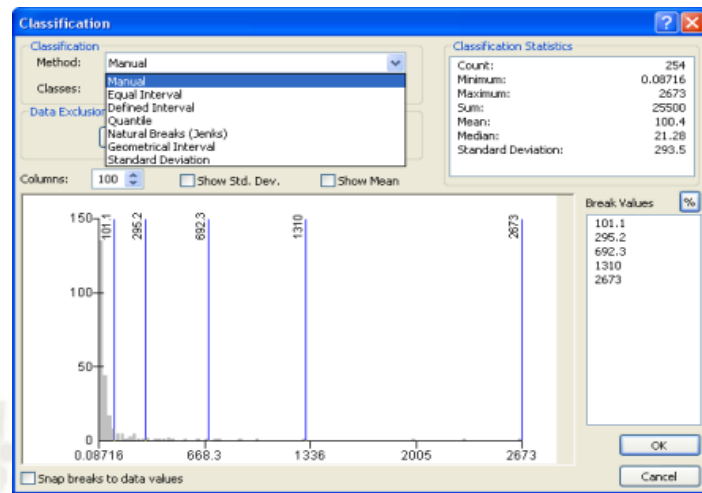 Classification
Classification
Method: Manual
Classes:
Manual
Equal Interval
Defined Interval
Quantile
Natural Breaks (Jenks)
Geometrical Interval
Standard Deviation
Data Exclusion
Classification Statistics
Count: 254
Minimum: 0.08716
Maximum: 2673
Sum: 25500
Mean: 100.4
Median: 21.28
Standard Deviation: 293.5
Columns: 100 Show Std. Dev. Show Mean
Break Values %
101.1
295.2
692.3
1310
2673
150
100
50
0
101.1 295.2 692.3 1310 2673
0.08716 668.3 1336 2005 2673
Snap breaks to data values
OK
Cancel